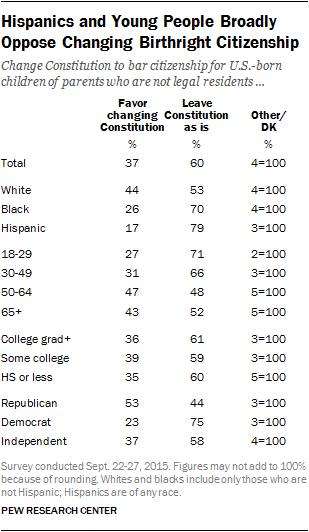 Hispanics and Young People Broadly
Oppose Changing Birthright Citizenship
Change Constitution to bar citizenship for U.S.-born
children of parents who are not legal residents ...
Favor changing Constitution Leave Constitution as is Other/ DK
% % %
Total 37 60 4=100
White 44 53 4=100
Black 26 70 4=100
Hispanic 17 79 3=100
18-29 27 71 2=100
30-49 31 66 3=100
50-64 47 48 5=100
65+ 43 52 5=100
College grad+ 36 61 3=100
Some college 39 59 3=100
HS or less 35 60 5=100
Republican 53 44 3=100
Democrat 23 75 3=100
Independent 37 58 4=100
Survey conducted Sept. 22-27, 2015. Figures may not add to 100%
because of rounding. Whites and blacks include only those who are
not Hispanic; Hispanics are of any race.
PEW RESEARCH CENTER